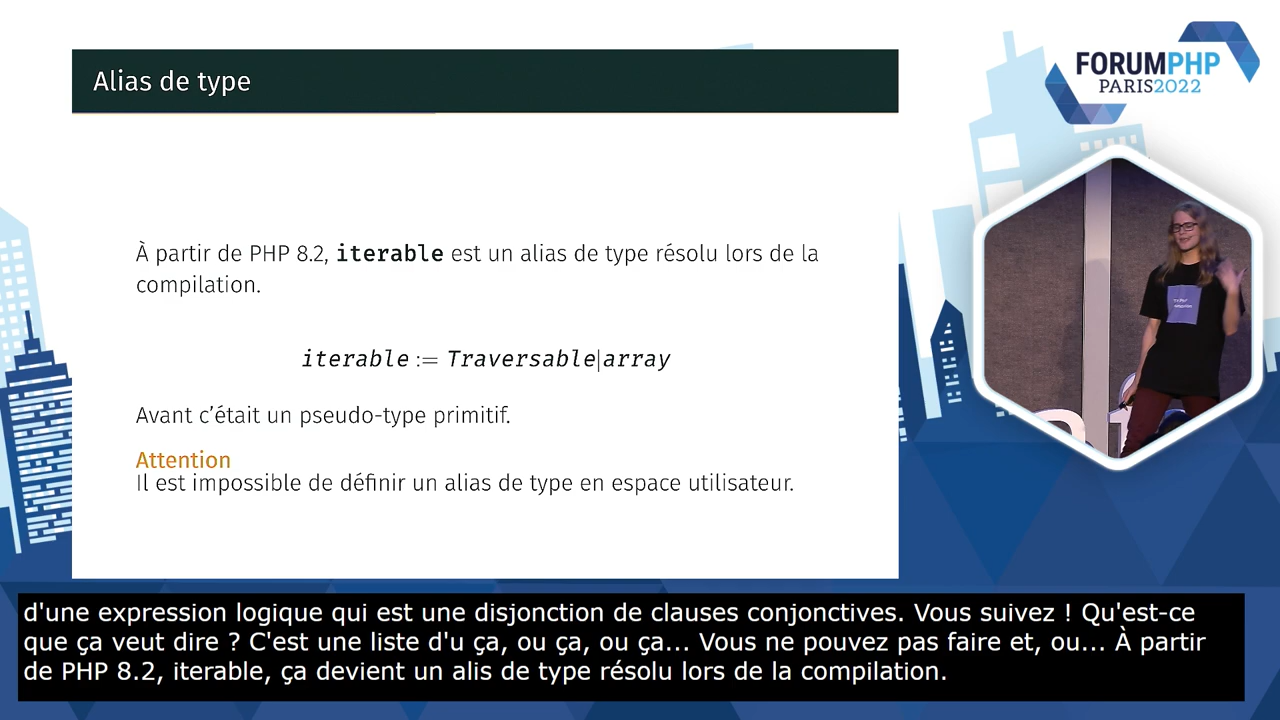 Alias de type
FORUMPHP
PARIS2022
À partir de PHP 8.2, iterable est un alias de type résolu lors de la
compilation.
iterable := Traversable|array
Avant c’était un pseudo-type primitif.
Attention
Il est impossible de définir un alias de type en espace utilisateur.
d'une expression logique qui est une disjonction de clauses conjonctives. Vous suivez ! Qu'est-ce
que ça veut dire ? C'est une liste d'u ça, ou ça, ou ça... Vous ne pouvez pas faire et, ou... À partir
de PHP 8.2, iterable, ça devient un alis de type résolu lors de la compilation.